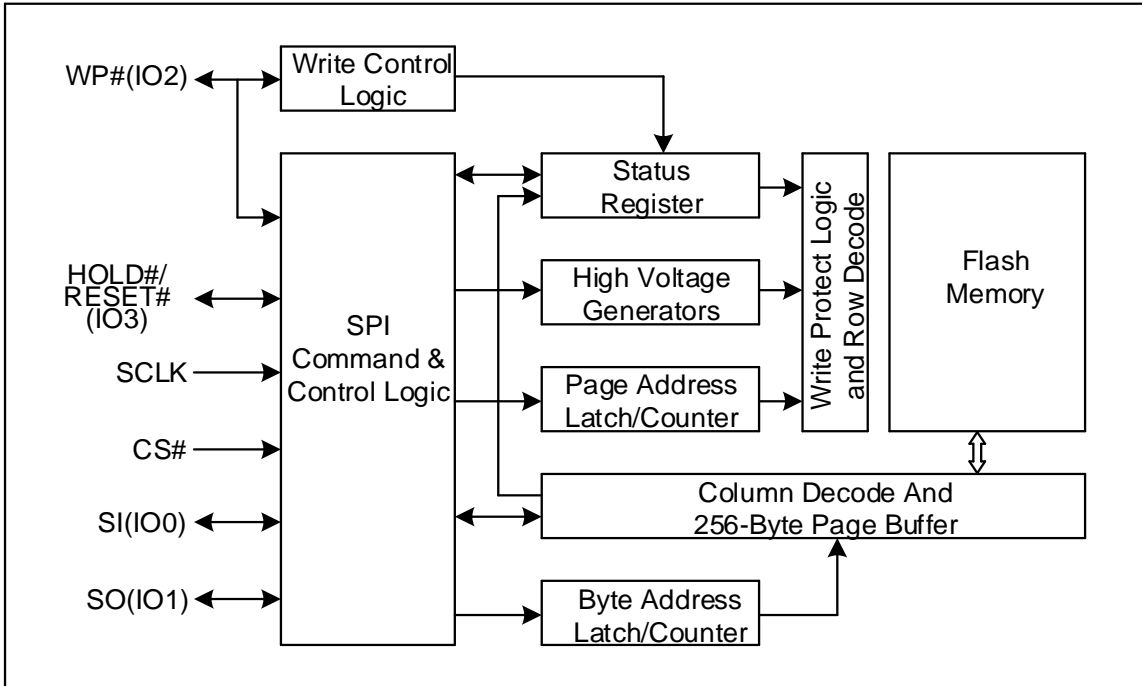 WP#(IO2)
Write Control
Logic
HOLD#/
RESET#
(IO3)
SCLK
CS#
SI(IO0)
SO(IO1)
SPI
Command &
Control Logic
Status
Register
High Voltage
Generators
Page Address
Latch/Counter
Write Protect Logic
and Row Decode
Flash
Memory
Column Decode And
256-Byte Page Buffer
Byte Address
Latch/Counter